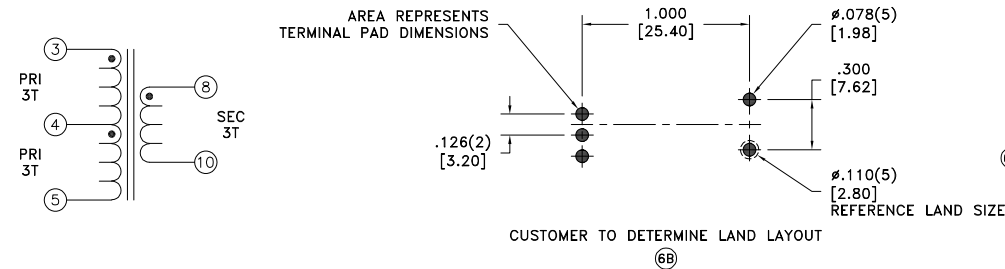 3
PRI
3T
4
PRI
3T
5
8
SEC
3T
10
AREA REPRESENTS
TERMINAL PAD DIMENSIONS
1.000
[25.40]
ø.078(5)
[1.98]
.300
[7.62]
.126(2)
[3.20]
ø.110(5)
[2.80]
REFERENCE LAND SIZE
CUSTOMER TO DETERMINE LAND LAYOUT
6B